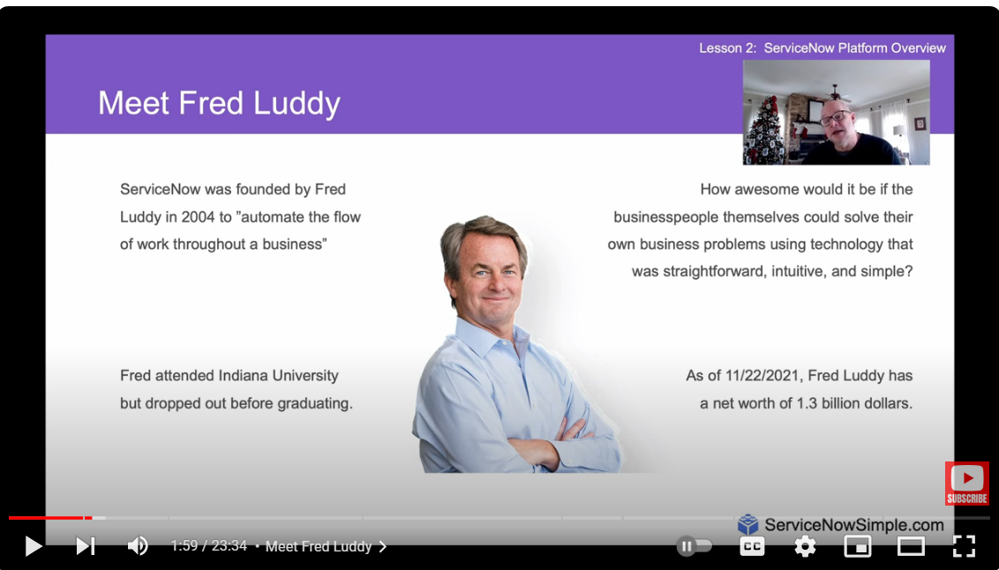 Lesson 2: ServiceNow Platform Overview
Meet Fred Luddy
ServiceNow was founded by Fred
Luddy in 2004 to ”automate the flow
of work throughout a business”
How awesome would it be if the
businesspeople themselves could solve their
own business problems using technology that
was straightforward, intuitive, and simple?
Fred attended Indiana University
but dropped out before graduating.
As of 11/22/2021, Fred Luddy has
a net worth of 1.3 billion dollars.
SUBSCRIBE
ServiceNowSimple.com
1:59 / 23:34 • Meet Fred Luddy
CC